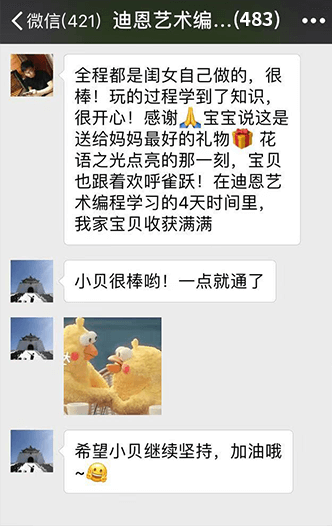 微信(421) 迪恩艺术编...(483)
全程都是闺女自己做的，很
棒！玩的过程学到了知识，
很开心！感谢🙏宝宝说这是
送给妈妈最好的礼物🎁 花
语之光点亮的那一刻，宝贝
也跟着欢呼雀跃！在迪恩艺
术编程学习的4天时间里，
我家宝贝收获满满
小贝很棒哟！一点就通了
希望小贝继续坚持，加油哦
~🤗